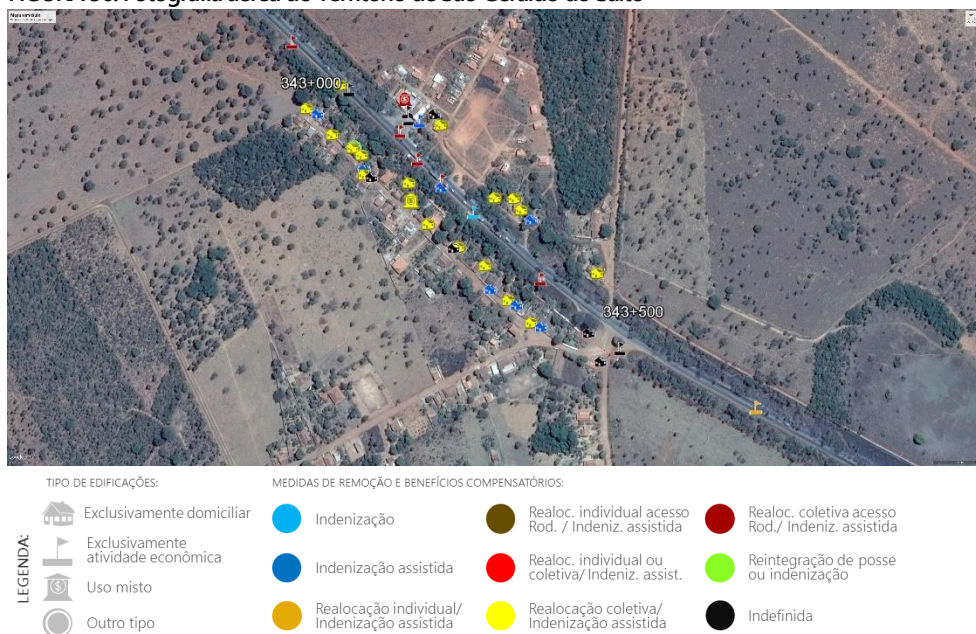 343+000
343+500
LEGENDA:
TIPO DE EDIFICAÇÕES:
Exclusivamente domiciliar
Exclusivamente
atividade econômica
Uso misto
Outro tipo
MEDIDAS DE REMOÇÃO E BENEFÍCIOS COMPENSATÓRIOS:
Indenização
Indenização assistida
Realocação individual/
Indenização assistida
Realoc. individual acesso
Rod. / Indeniz. assistida
Realoc. individual ou
coletiva/ Indeniz. assist.
Realocação coletiva/
Indenização assistida
Realoc. coletiva acesso
Rod./ Indeniz. assistida
Reintegração de posse
ou indenização
Indefinida